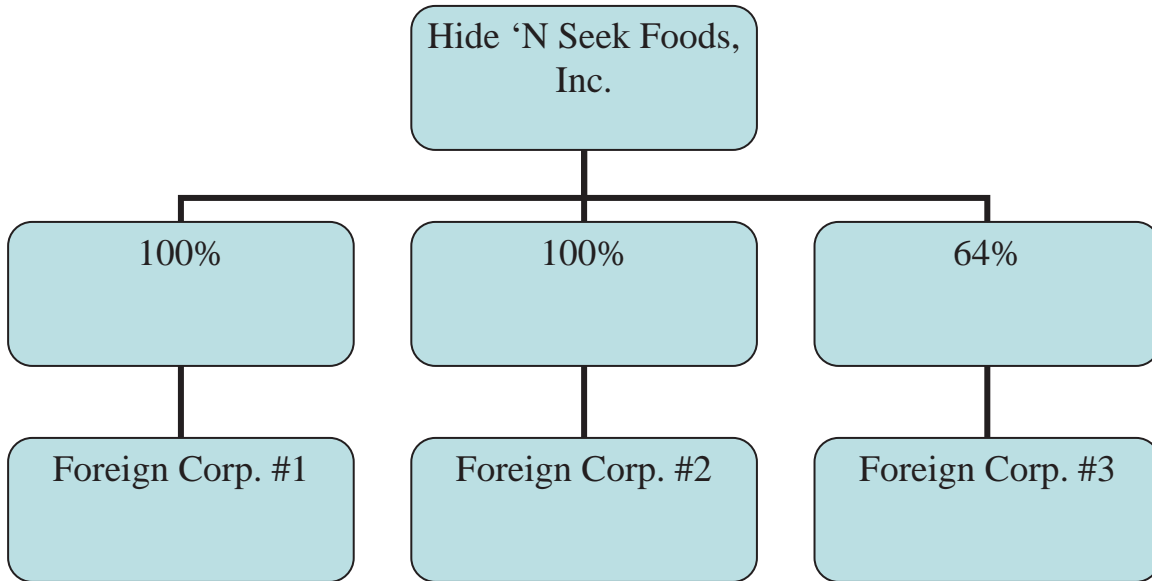 Hide ‘N Seek Foods,
Inc.
100%
100%
64%
Foreign Corp. #1
Foreign Corp. #2
Foreign Corp. #3